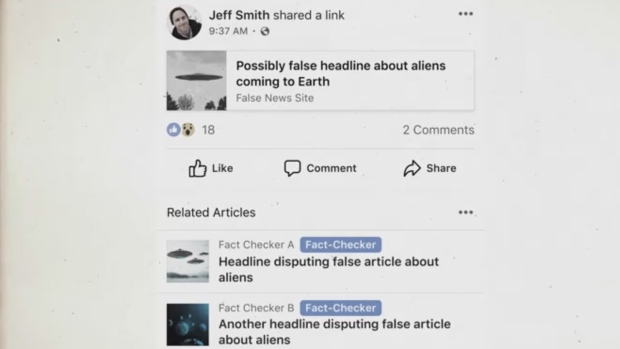 Jeff Smith shared a link
9:37 AM ·
Possibly false headline about aliens
coming to Earth
False News Site
18
2 Comments
Like
Comment
Share
Related Articles
Fact Checker A Fact-Checker
Headline disputing false article about
aliens
Fact Checker B Fact-Checker
Another headline disputing false article
about aliens